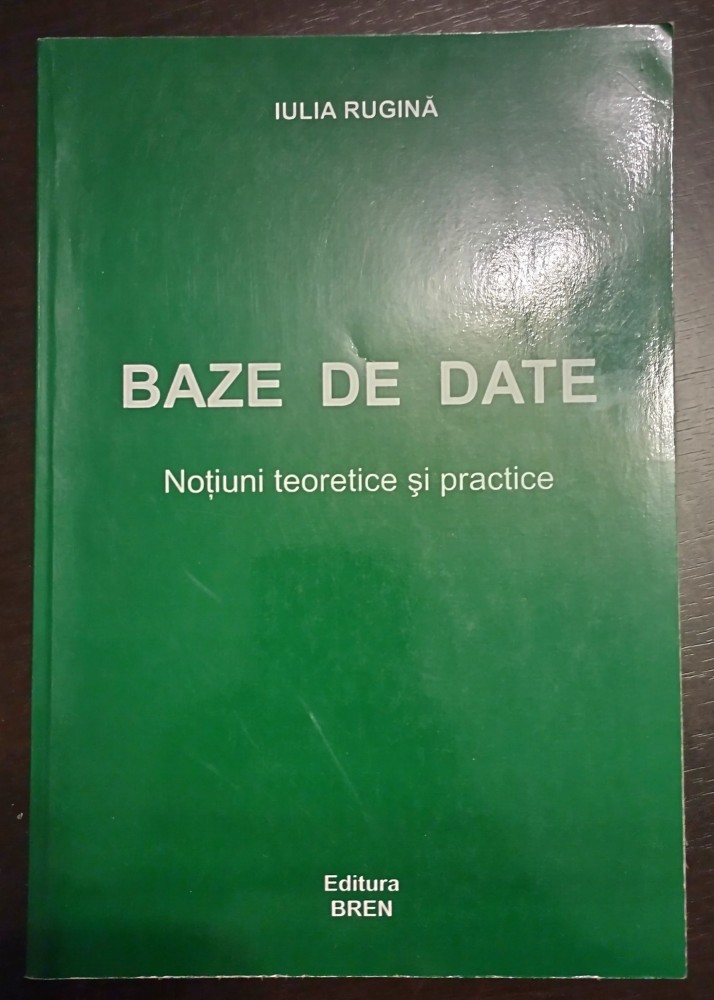 IULIA RUGINĂ
BAZE DE DATE
Noțiuni teoretice şi practice
Editura
BREN